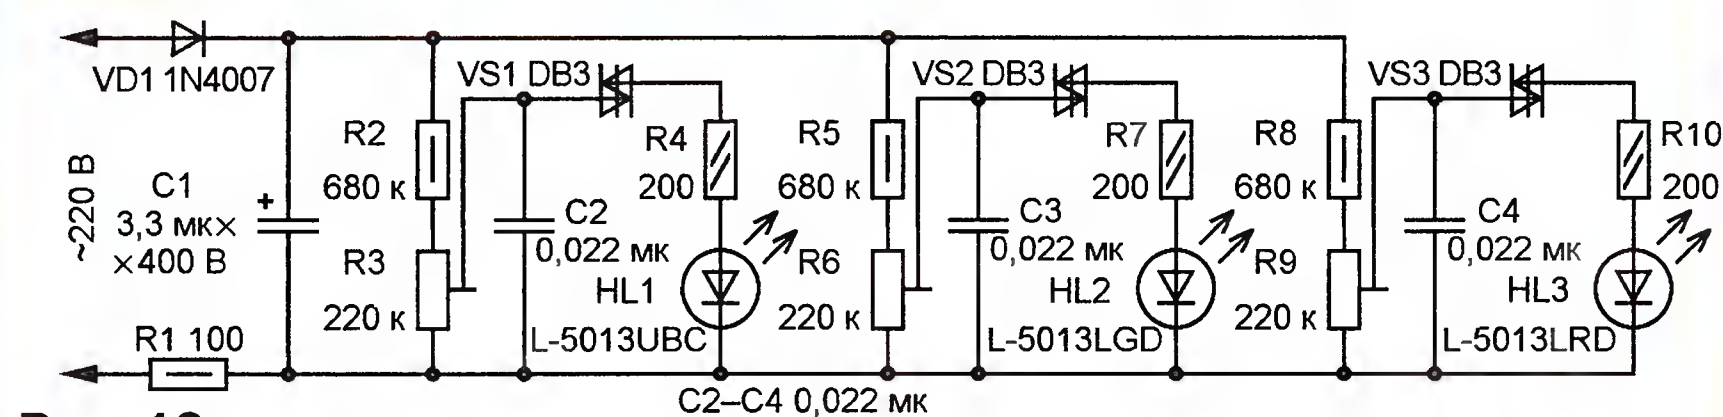 VD1 1N4007
~220 В
C1
3,3 мк×
×400 В
R1 100
R2
680 к
R3
220 к
VS1 DB3
R4
200
C2
0,022 мк
HL1
L-5013UBC
R5
680 к
R6
220 к
VS2 DB3
R7
200
C3
0,022 мк
HL2
L-5013LGD
R8
680 к
R9
220 к
VS3 DB3
R10
200
C4
0,022 мк
HL3
L-5013LRD
C2–C4 0,022 мк